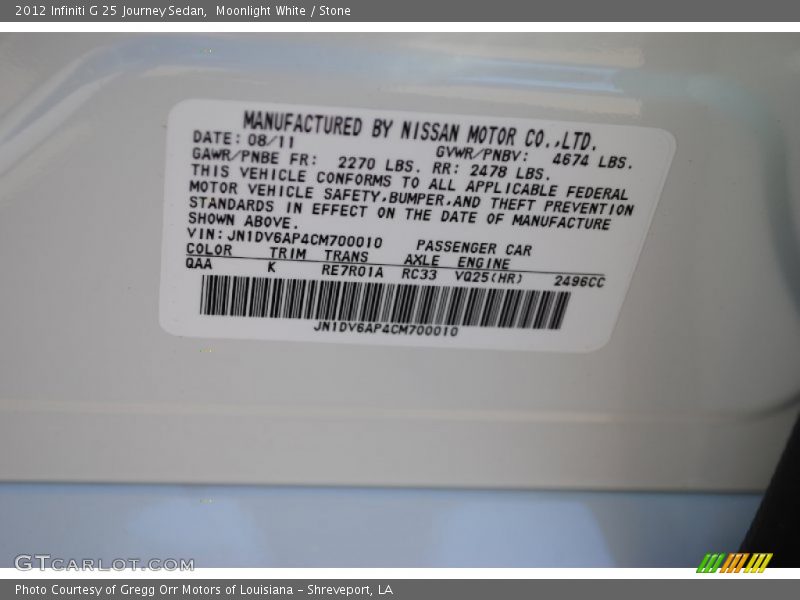 2012 Infiniti G 25 Journey Sedan,  Moonlight White / Stone
MANUFACTURED BY NISSAN MOTOR CO.,LTD.
DATE: 08/11 GVWR/PNBV: 4674 LBS.
GAWR/PNBE FR: 2270 LBS. RR: 2478 LBS.
THIS VEHICLE CONFORMS TO ALL APPLICABLE FEDERAL
MOTOR VEHICLE SAFETY,BUMPER,AND THEFT PREVENTION
STANDARDS IN EFFECT ON THE DATE OF MANUFACTURE
SHOWN ABOVE.
VIN: JN1DV6AP4CM700010 PASSENGER CAR
COLOR TRIM TRANS AXLE ENGINE
QAA K RE7R01A RC33 VQ25(HR) 2496CC
JN1DV6AP4CM700010
GTCARLOT.COM
Photo Courtesy of Gregg Orr Motors of Louisiana – Shreveport, LA